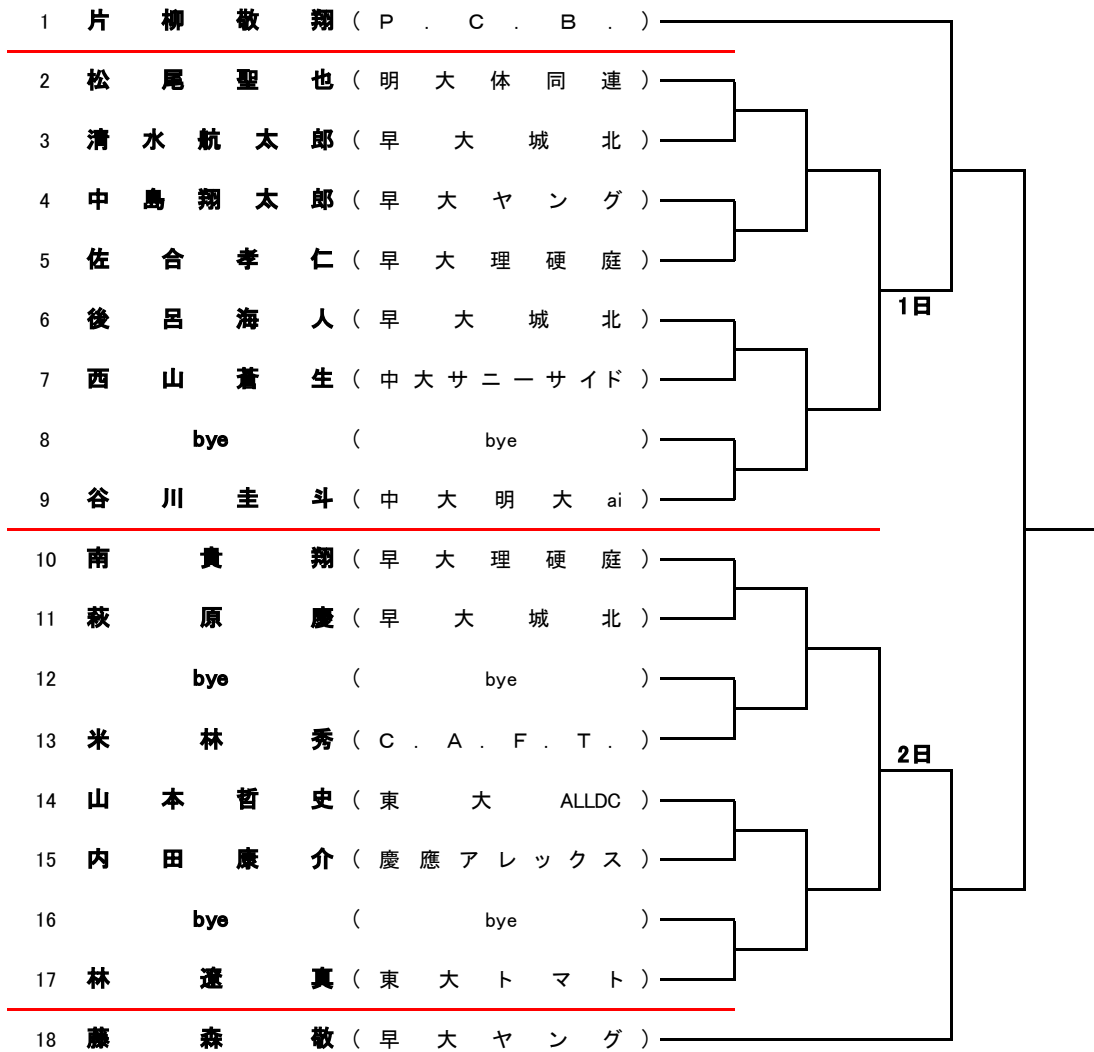 1 片柳敬翔 (P.C.B.)
2 松尾聖也 (明大体同連)
3 清水航太郎 (早大城北)
4 中島翔太郎 (早大ヤング)
5 佐合孝仁 (早大理硬庭)
1日
6 後呂海人 (早大城北)
7 西山蒼生 (中大サニーサイド)
8 bye (bye)
9 谷川圭斗 (中大明大ai)
10 南貴翔 (早大理硬庭)
11 萩原慶 (早大城北)
12 bye (bye)
13 米林秀 (C.A.F.T.)
2日
14 山本哲史 (東大ALLDC)
15 内田康介 (慶應アレックス)
16 bye (bye)
17 林遼真 (東大トマト)
18 藤森敬 (早大ヤング)